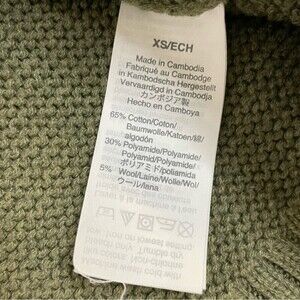 XS/ECH
Made in Cambodia
Fabriqué au Cambodge
in Kambodscha Hergestellt
Vervaardigd in Cambodja
カンボジア製
Hecho en Camboya
65% Cotton/Coton/
Baumwolle/Katoen/綿/
algodón
30% Polyamide/Polyamide/
Polyamid/Polyamide/
ポリアミド/poliamida
5% Wool/Laine/Wolle/Wol/
ウール/lana